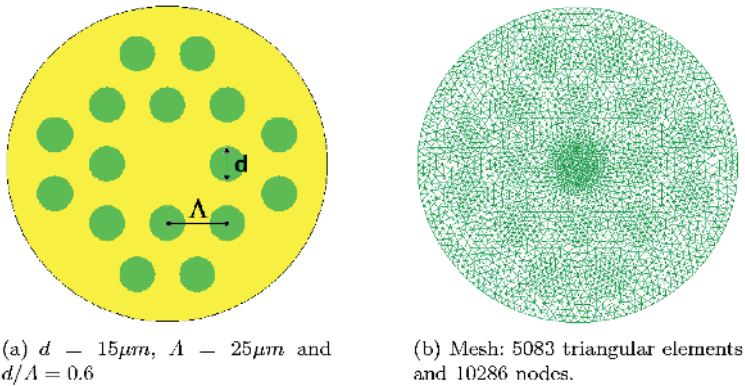 d
Λ
(a) d = 15μm, Λ = 25μm and
d/Λ = 0.6
(b) Mesh: 5083 triangular elements
and 10286 nodes.